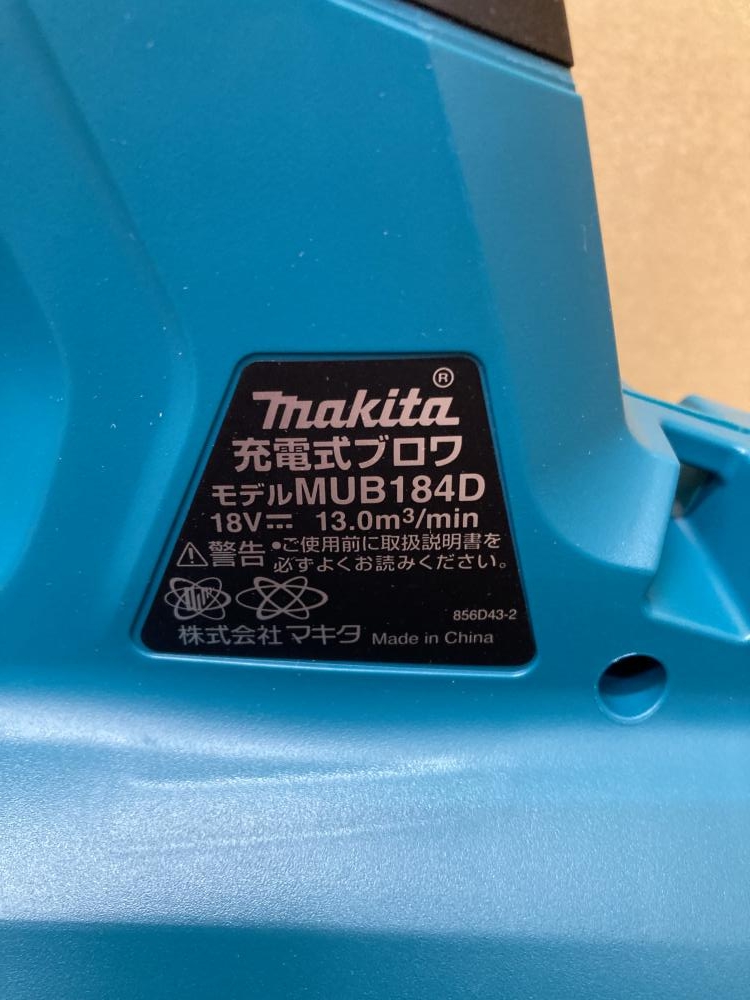 makita®
充電式ブロワ
モデルMUB184D
18V⎓ 13.0m³/min
⚠警告 •ご使用前に取扱説明書を
必ずよくお読みください。
856D43-2
株式会社マキタ Made in China